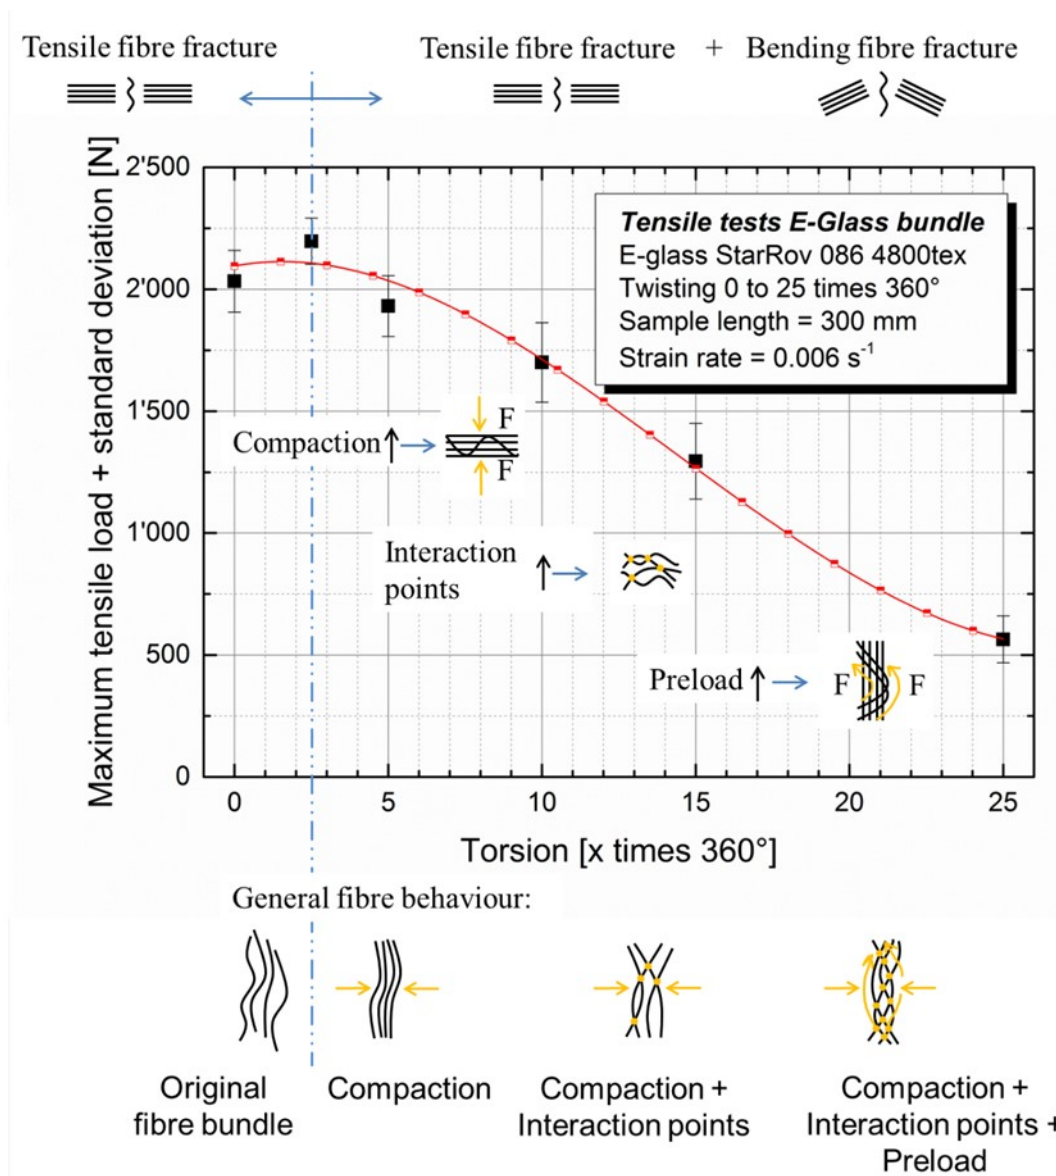 Tensile fibre fracture
Tensile fibre fracture + Bending fibre fracture
Maximum tensile load + standard deviation [N]
2'500
2'000
1'500
1'000
500
0
Tensile tests E-Glass bundle
E-glass StarRov 086 4800tex
Twisting 0 to 25 times 360°
Sample length = 300 mm
Strain rate = 0.006 s⁻¹
Compaction ↑ → F
F
Interaction
points ↑ →
Preload ↑ → F F
0 5 10 15 20 25
Torsion [x times 360°]
General fibre behaviour:
Original
fibre bundle
Compaction
Compaction +
Interaction points
Compaction +
Interaction points +
Preload